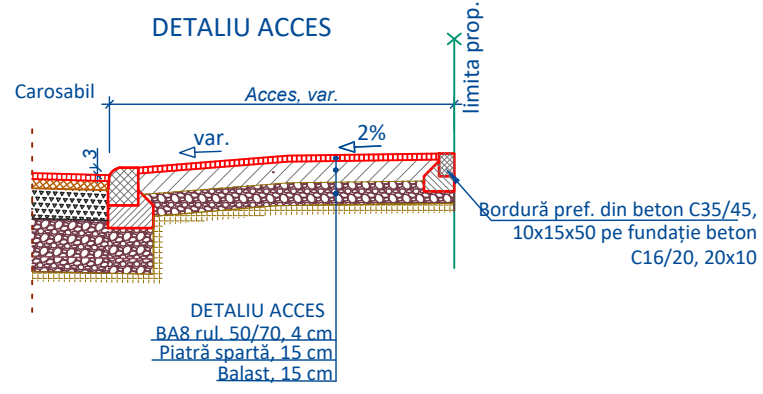 DETALIU ACCES
limita prop.
Carosabil
Acces, var.
var.
2%
3
Bordură pref. din beton C35/45,
10x15x50 pe fundație beton
C16/20, 20x10
DETALIU ACCES
BA8 rul. 50/70, 4 cm
Piatră spartă, 15 cm
Balast, 15 cm